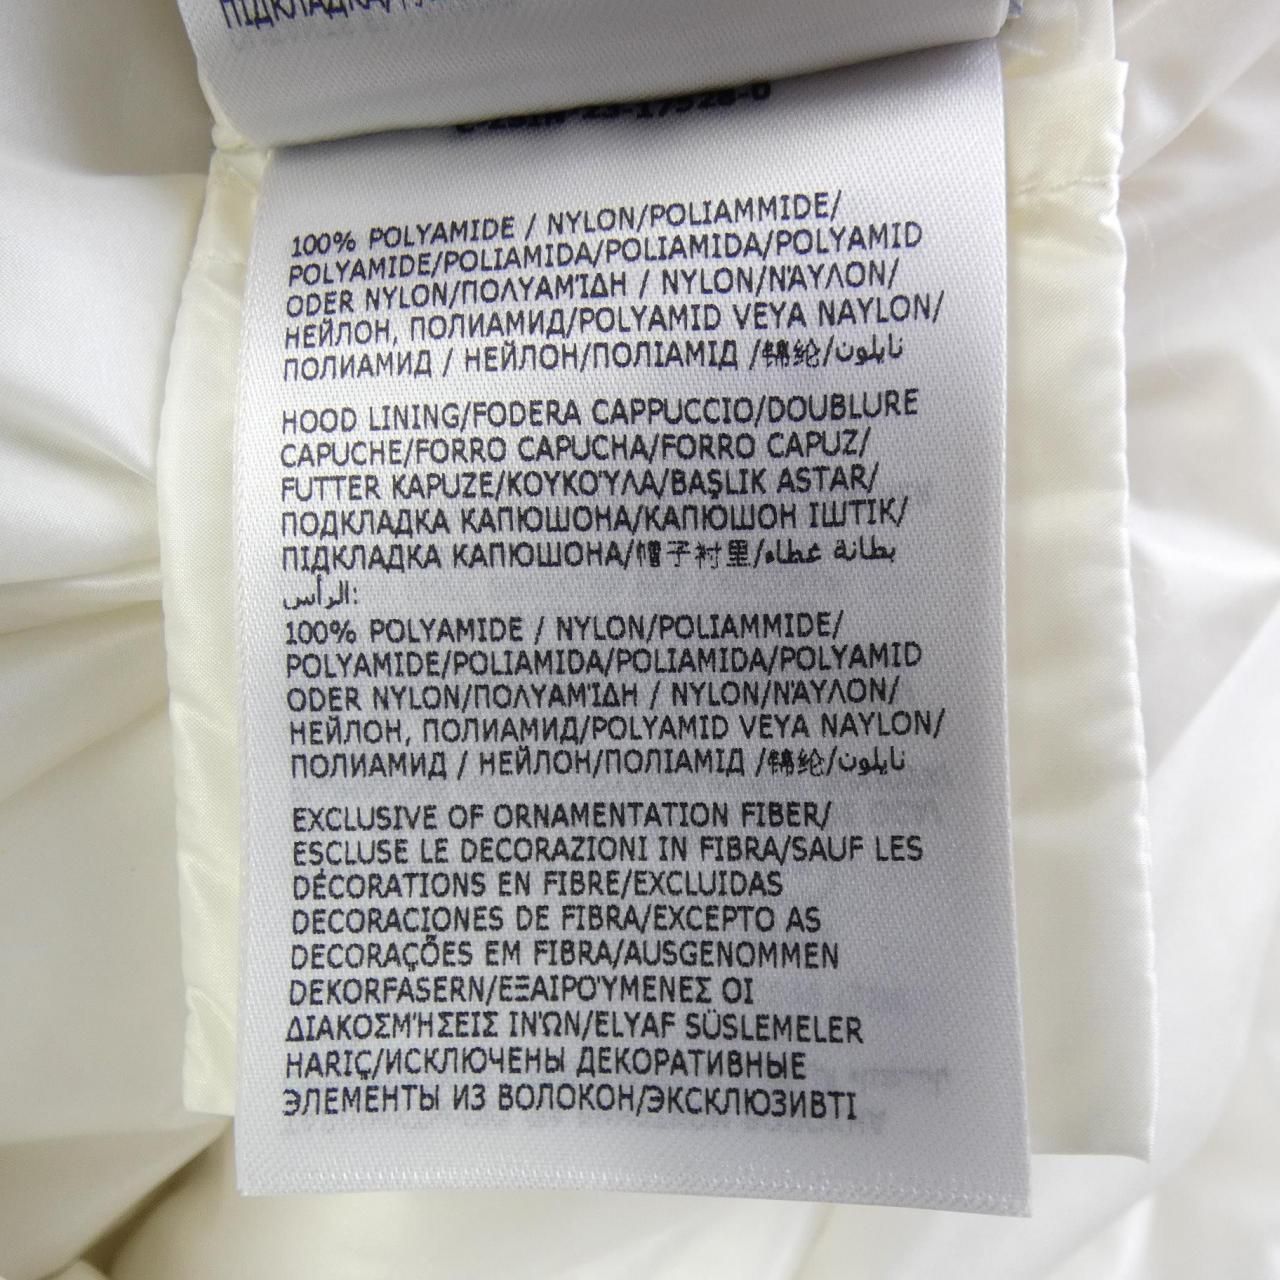 ПІДКЛАДКА/
100% POLYAMIDE / NYLON/POLIAMMIDE/
POLYAMIDE/POLIAMIDA/POLIAMIDA/POLYAMID
ODER NYLON/ΠΟΛΥΑΜΊΔΗ / NYLON/ΝΆΥΛΟΝ/
НЕЙЛОН, ПОЛИАМИД/POLYAMID VEYA NAYLON/
ПОЛИАМИД / НЕЙЛОН/ПОЛІАМІД /锦纶/نايلون
HOOD LINING/FODERA CAPPUCCIO/DOUBLURE
CAPUCHE/FORRO CAPUCHA/FORRO CAPUZ/
FUTTER KAPUZE/ΚΟΥΚΟΎΛΑ/BAŞLIK ASTAR/
ПОДКЛАДКА КАПЮШОНА/КАПЮШОН ІШТІК/
ПІДКЛАДКА КАПЮШОНА/帽子衬里/بطانة غطاء
الرأس:
100% POLYAMIDE / NYLON/POLIAMMIDE/
POLYAMIDE/POLIAMIDA/POLIAMIDA/POLYAMID
ODER NYLON/ΠΟΛΥΑΜΊΔΗ / NYLON/ΝΆΥΛΟΝ/
НЕЙЛОН, ПОЛИАМИД/POLYAMID VEYA NAYLON/
ПОЛИАМИД / НЕЙЛОН/ПОЛІАМІД /锦纶/نايلون
EXCLUSIVE OF ORNAMENTATION FIBER/
ESCLUSE LE DECORAZIONI IN FIBRA/SAUF LES
DÉCORATIONS EN FIBRE/EXCLUIDAS
DECORACIONES DE FIBRA/EXCEPTO AS
DECORAÇÕES EM FIBRA/AUSGENOMMEN
DEKORFASERN/ΕΞΑΙΡΟΎΜΕΝΕΣ ΟΙ
ΔΙΑΚΟΣΜΉΣΕΙΣ ΙΝΏΝ/ELYAF SÜSLEMELER
HARIÇ/ИСКЛЮЧЕНЫ ДЕКОРАТИВНЫЕ
ЭЛЕМЕНТЫ ИЗ ВОЛОКОН/ЭКСКЛЮЗИВТІ